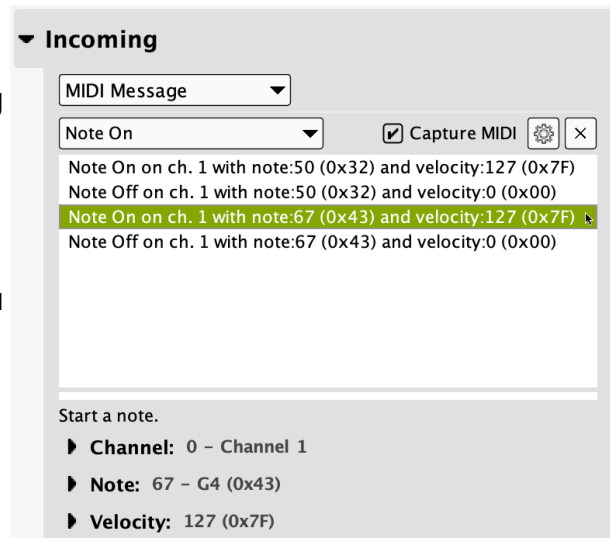 Incoming
MIDI Message
Note On Capture MIDI
Note On on ch. 1 with note:50 (0x32) and velocity:127 (0x7F)
Note Off on ch. 1 with note:50 (0x32) and velocity:0 (0x00)
Note On on ch. 1 with note:67 (0x43) and velocity:127 (0x7F)
Note Off on ch. 1 with note:67 (0x43) and velocity:0 (0x00)
Start a note.
Channel: 0 – Channel 1
Note: 67 – G4 (0x43)
Velocity: 127 (0x7F)